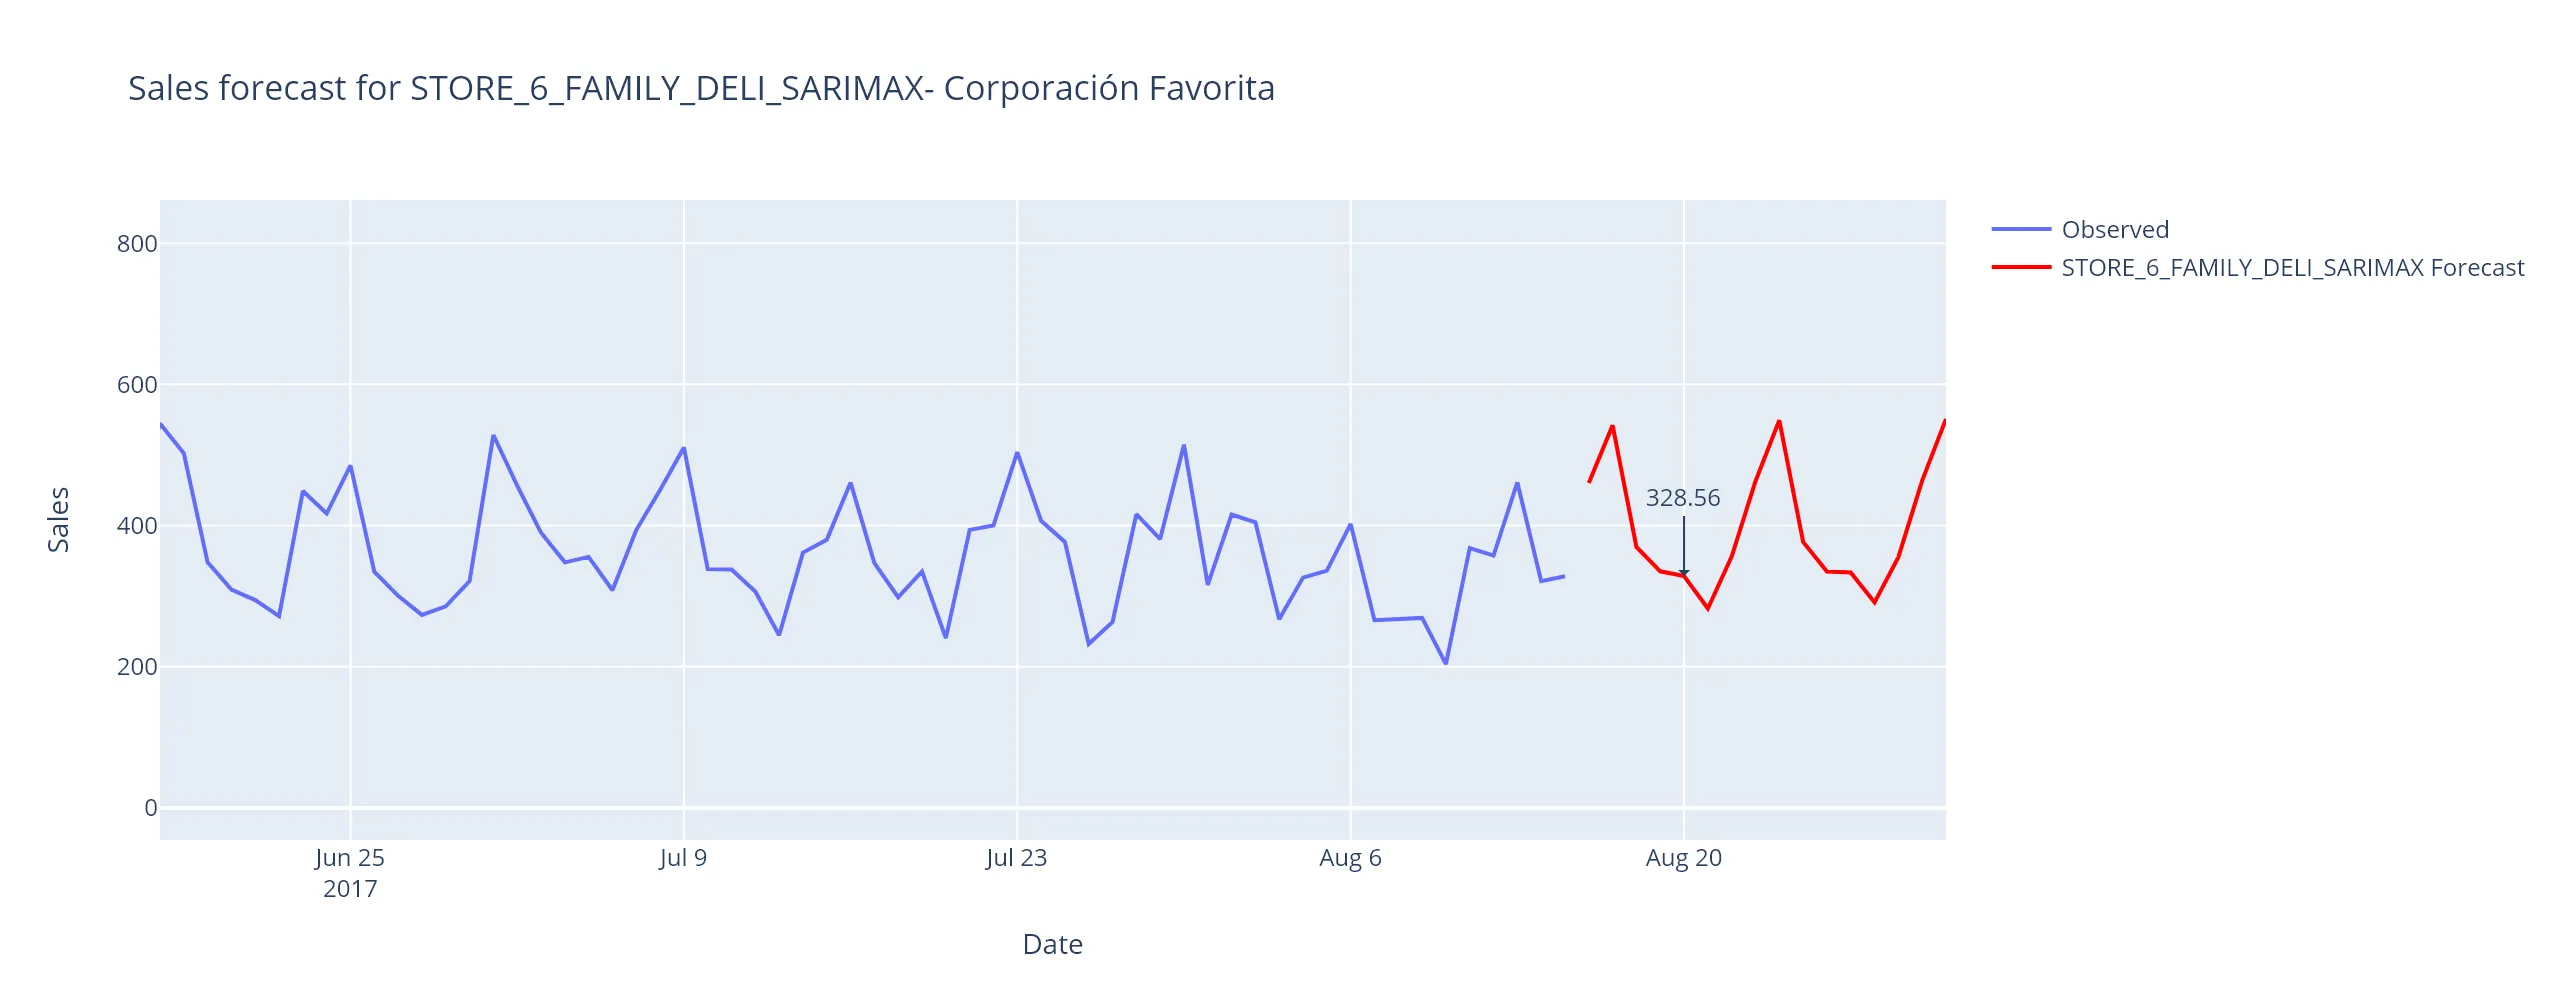 Sales forecast for STORE_6_FAMILY_DELI_SARIMAX- Corporación Favorita
Observed
STORE_6_FAMILY_DELI_SARIMAX Forecast
800
600
400
200
0
Sales
328.56
Jun 25
2017
Jul 9
Jul 23
Aug 6
Aug 20
Date